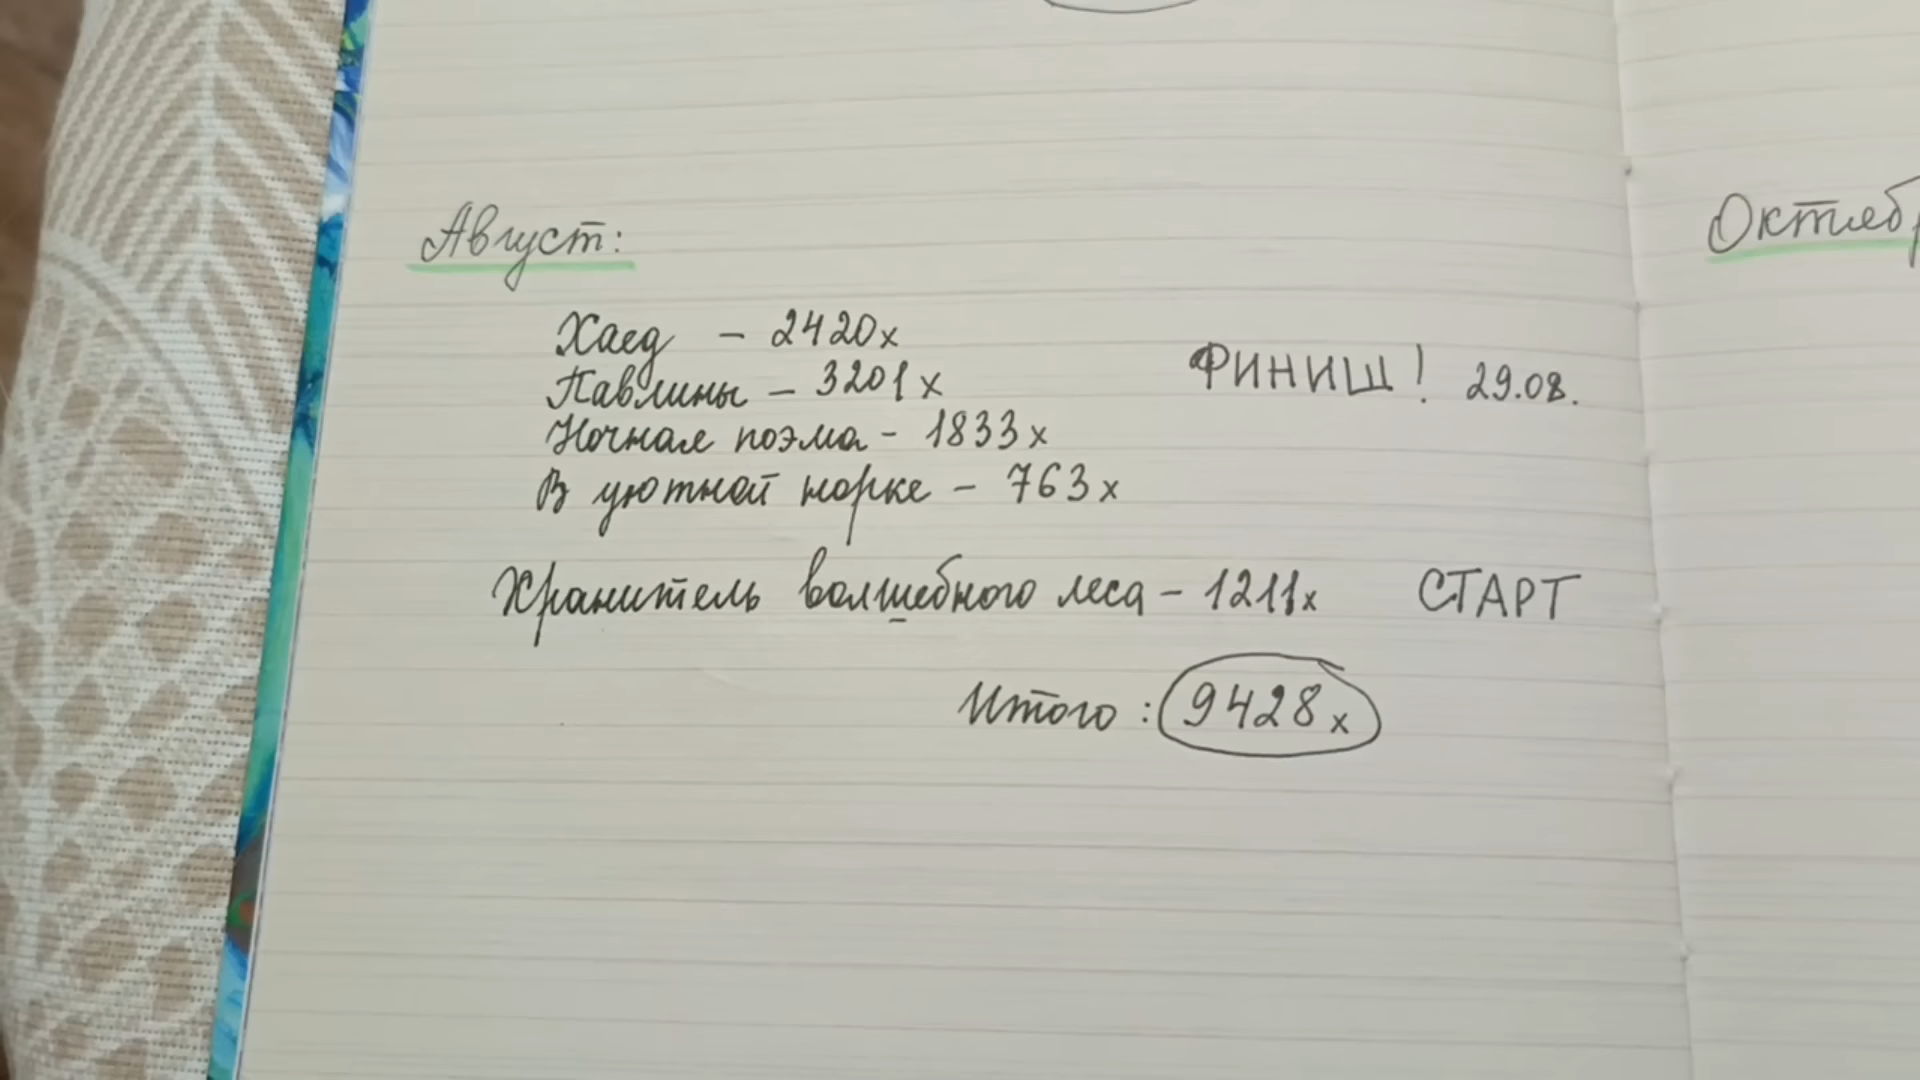 Август:
Хаед - 2420х
Павлины - 3201х ФИНИШ! 29.08.
Ночная поэма - 1833х
В уютной норке - 763х
Хранитель волшебного леса - 1211х СТАРТ
Итого: 9428х
Октяб